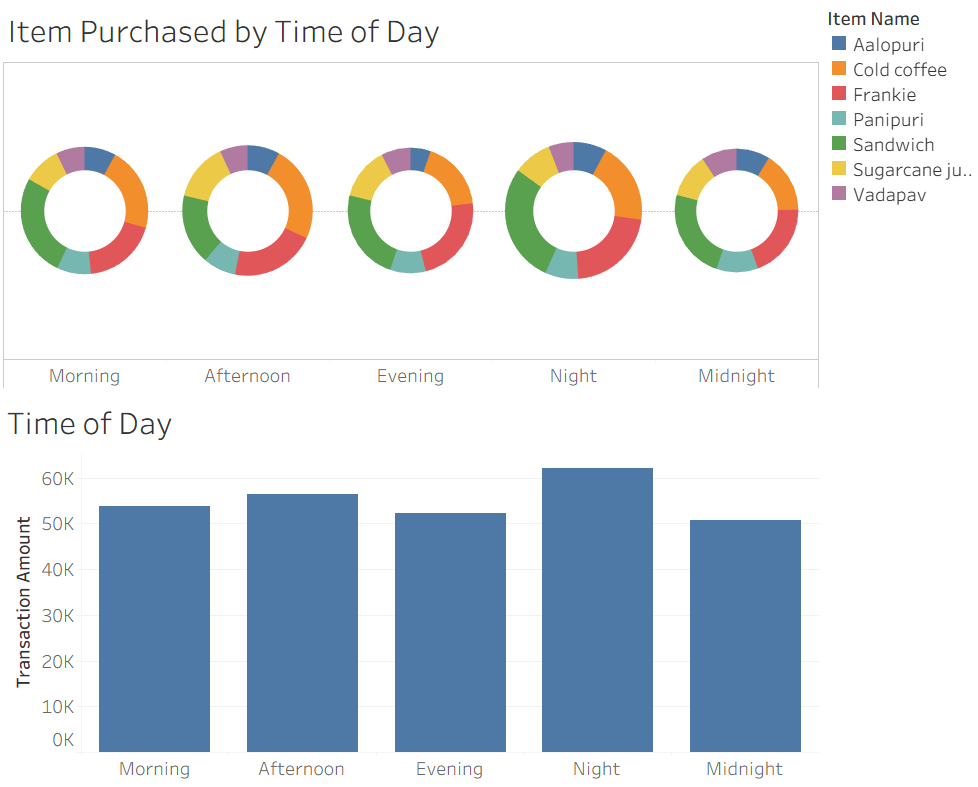 Item Purchased by Time of Day
Item Name
Aalopuri
Cold coffee
Frankie
Panipuri
Sandwich
Sugarcane ju..
Vadapav
Morning Afternoon Evening Night Midnight
Time of Day
Transaction Amount
60K
50K
40K
30K
20K
10K
0K
Morning Afternoon Evening Night Midnight